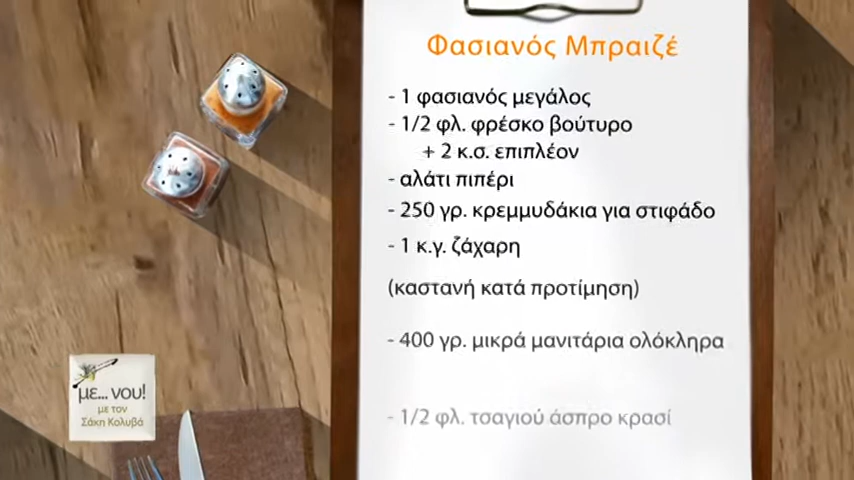 Φασιανός Μπραιζέ
- 1 φασιανός μεγάλος
- 1/2 φλ. φρέσκο βούτυρο
+ 2 κ.σ. επιπλέον
- αλάτι πιπέρι
- 250 γρ. κρεμμυδάκια για στιφάδο
- 1 κ.γ. ζάχαρη
(καστανή κατά προτίμηση)
- 400 γρ. μικρά μανιτάρια ολόκληρα
- 1/2 φλ. τσαγιού άσπρο κρασί
με... νου!
με τον
Σάκη Κολυβά